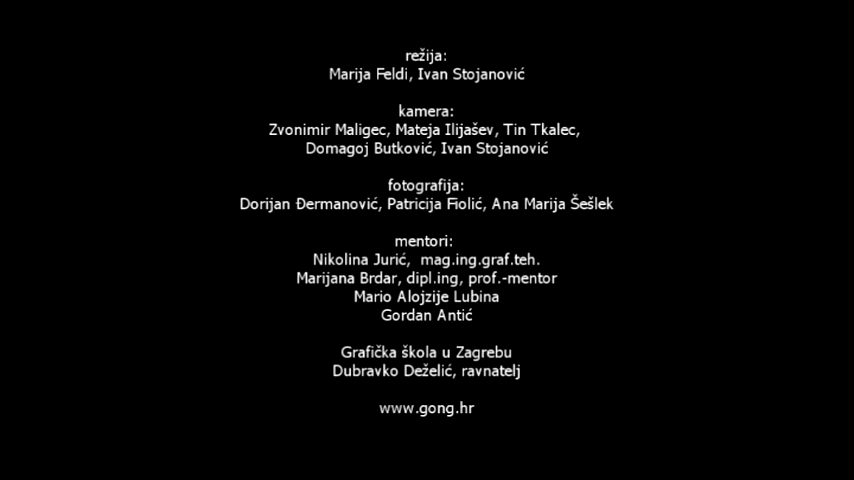 režija:
Marija Feldi, Ivan Stojanović
kamera:
Zvonimir Maligec, Mateja Ilijašev, Tin Tkalec,
Domagoj Butković, Ivan Stojanović
fotografija:
Dorijan Đermanović, Patricija Fiolić, Ana Marija Šešlek
mentori:
Nikolina Jurić,  mag.ing.graf.teh.
Marijana Brdar, dipl.ing, prof.-mentor
Mario Alojzije Lubina
Gordan Antić
Grafička škola u Zagrebu
Dubravko Deželić, ravnatelj
www.gong.hr